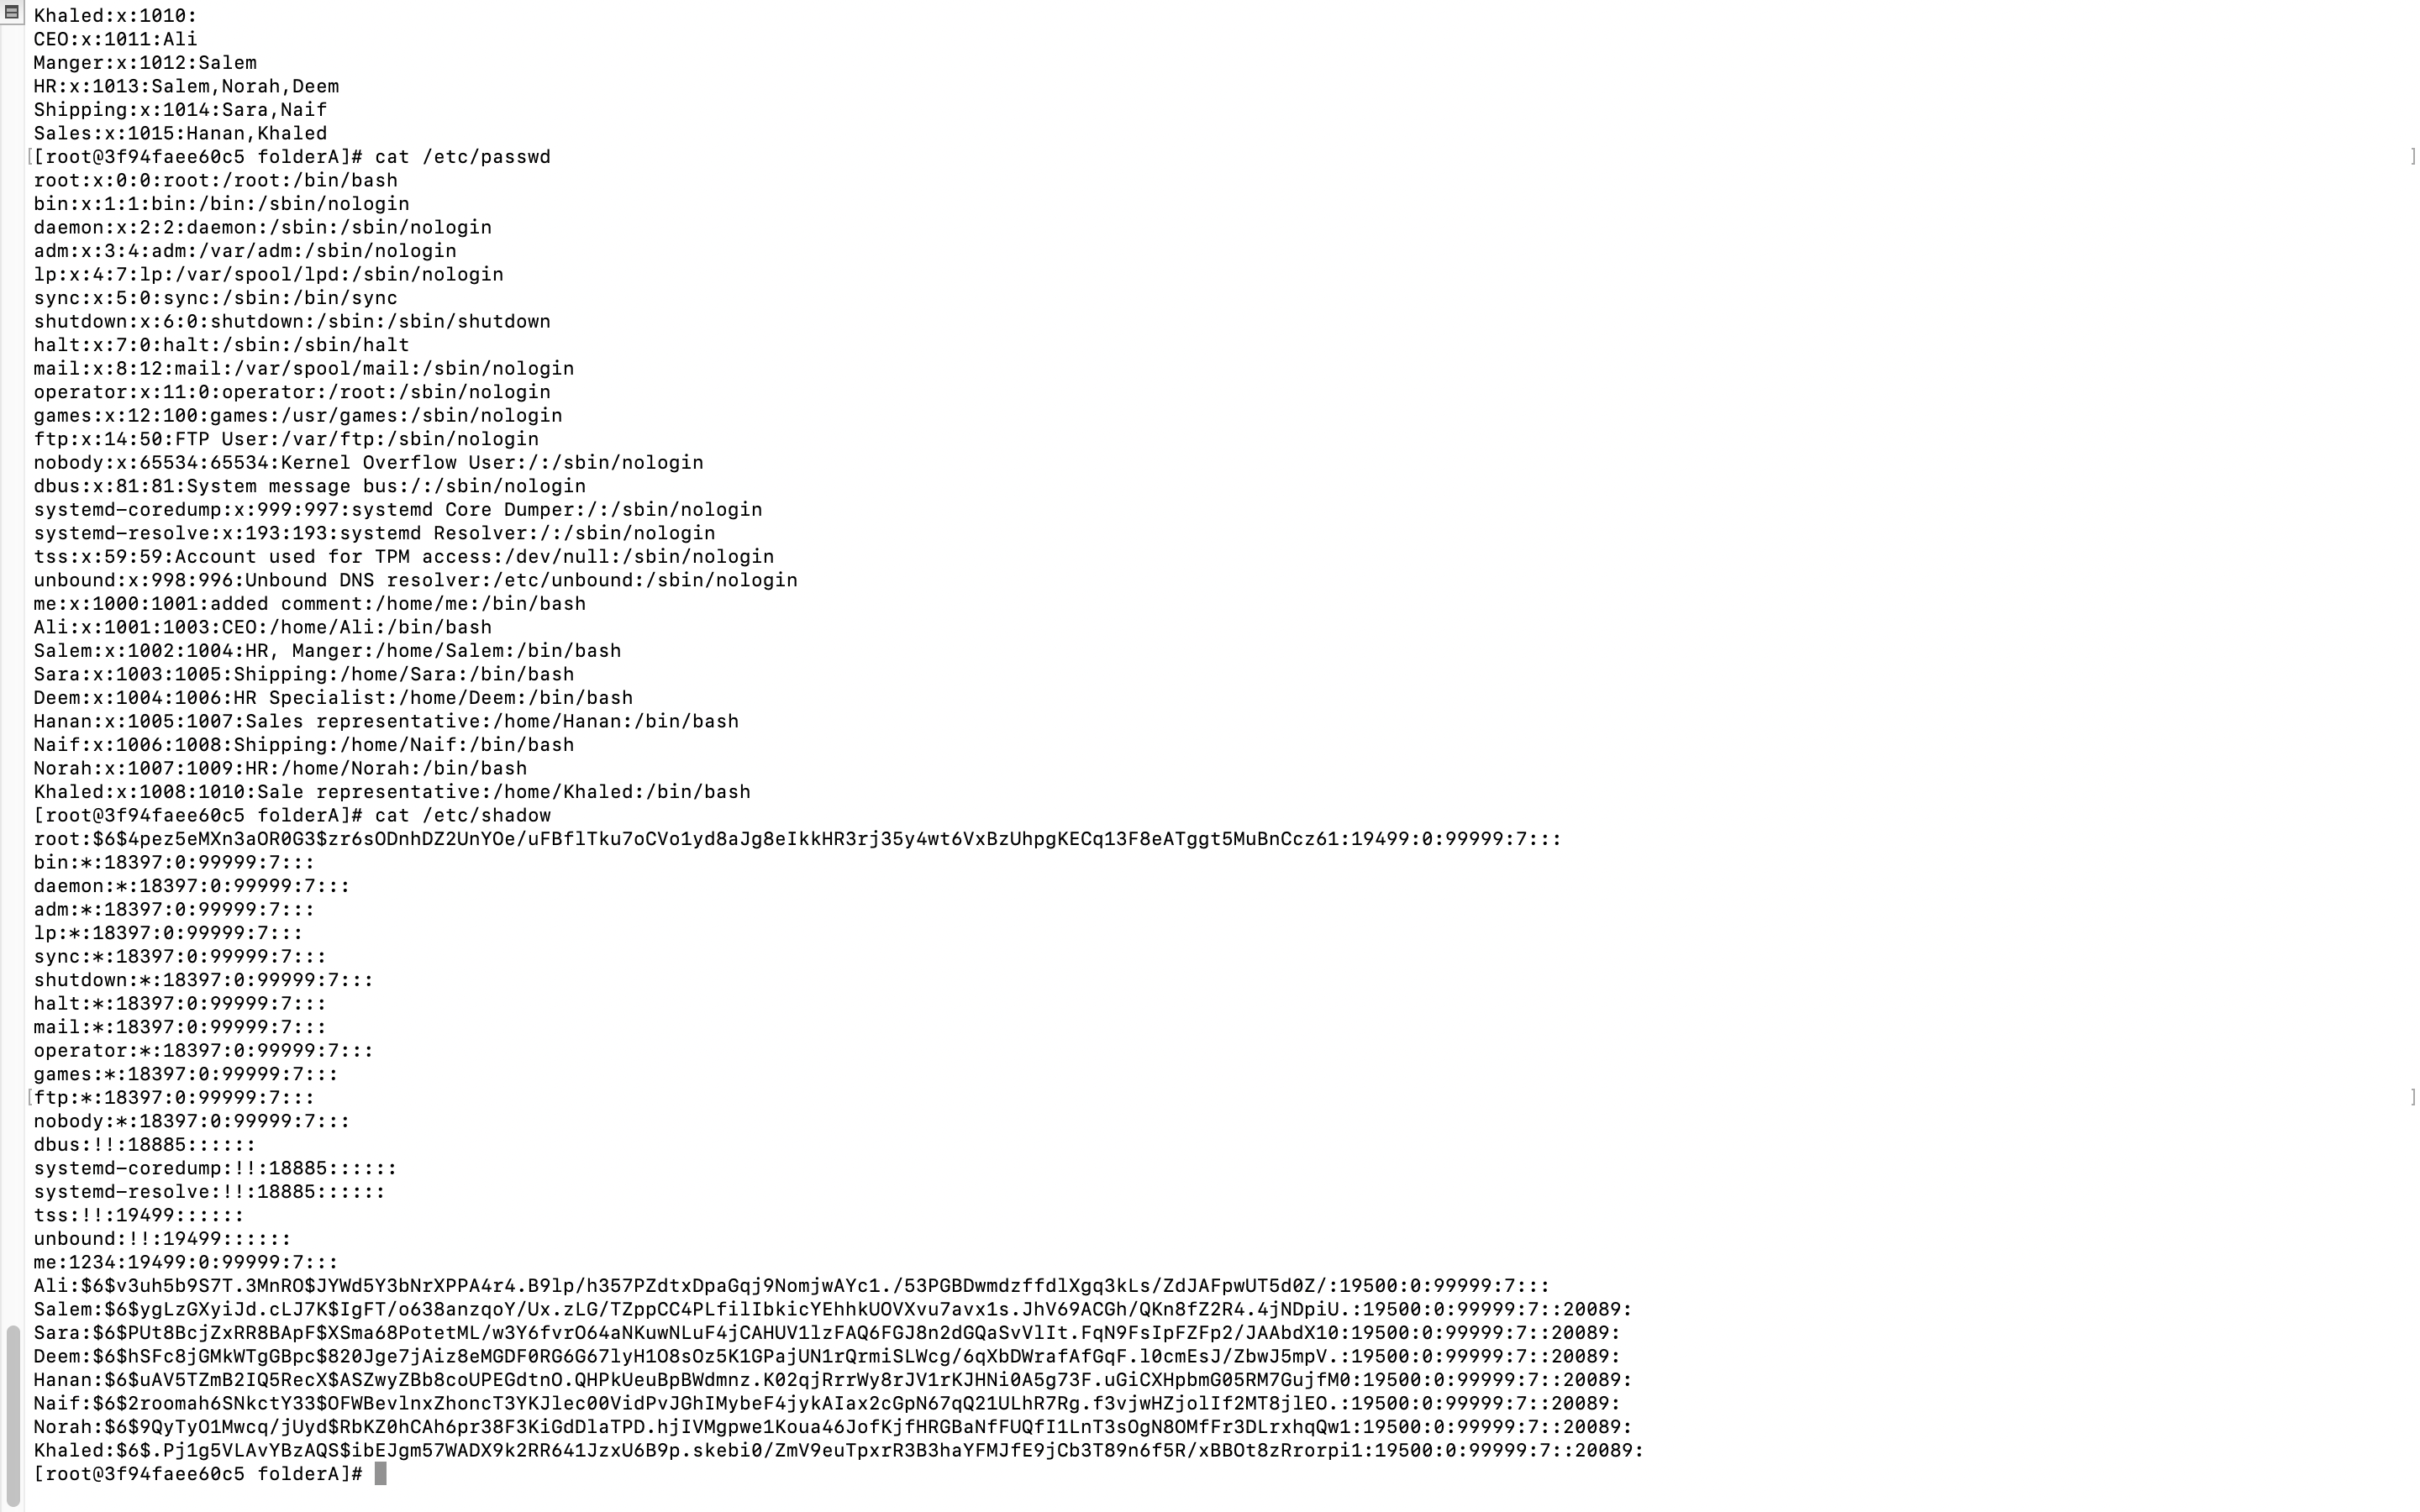 Khaled:x:1010:
CEO:x:1011:Ali
Manger:x:1012:Salem
HR:x:1013:Salem,Norah,Deem
Shipping:x:1014:Sara,Naif
Sales:x:1015:Hanan,Khaled
[root@3f94faee60c5 folderA]# cat /etc/passwd
root:x:0:0:root:/root:/bin/bash
bin:x:1:1:bin:/bin:/sbin/nologin
daemon:x:2:2:daemon:/sbin:/sbin/nologin
adm:x:3:4:adm:/var/adm:/sbin/nologin
lp:x:4:7:lp:/var/spool/lpd:/sbin/nologin
sync:x:5:0:sync:/sbin:/bin/sync
shutdown:x:6:0:shutdown:/sbin:/sbin/shutdown
halt:x:7:0:halt:/sbin:/sbin/halt
mail:x:8:12:mail:/var/spool/mail:/sbin/nologin
operator:x:11:0:operator:/root:/sbin/nologin
games:x:12:100:games:/usr/games:/sbin/nologin
ftp:x:14:50:FTP User:/var/ftp:/sbin/nologin
nobody:x:65534:65534:Kernel Overflow User:/:/sbin/nologin
dbus:x:81:81:System message bus:/:/sbin/nologin
systemd-coredump:x:999:997:systemd Core Dumper:/:/sbin/nologin
systemd-resolve:x:193:193:systemd Resolver:/:/sbin/nologin
tss:x:59:59:Account used for TPM access:/dev/null:/sbin/nologin
unbound:x:998:996:Unbound DNS resolver:/etc/unbound:/sbin/nologin
me:x:1000:1001:added comment:/home/me:/bin/bash
Ali:x:1001:1003:CEO:/home/Ali:/bin/bash
Salem:x:1002:1004:HR, Manger:/home/Salem:/bin/bash
Sara:x:1003:1005:Shipping:/home/Sara:/bin/bash
Deem:x:1004:1006:HR Specialist:/home/Deem:/bin/bash
Hanan:x:1005:1007:Sales representative:/home/Hanan:/bin/bash
Naif:x:1006:1008:Shipping:/home/Naif:/bin/bash
Norah:x:1007:1009:HR:/home/Norah:/bin/bash
Khaled:x:1008:1010:Sale representative:/home/Khaled:/bin/bash
[root@3f94faee60c5 folderA]# cat /etc/shadow
root:$6$4pez5eMXn3aOR0G3$zr6sODnhDZ2UnYOe/uFBflTku7oCVo1yd8aJg8eIkkHR3rj35y4wt6VxBzUhpgKECq13F8eATggt5MuBnCcz61:19499:0:99999:7:::
bin:*:18397:0:99999:7:::
daemon:*:18397:0:99999:7:::
adm:*:18397:0:99999:7:::
lp:*:18397:0:99999:7:::
sync:*:18397:0:99999:7:::
shutdown:*:18397:0:99999:7:::
halt:*:18397:0:99999:7:::
mail:*:18397:0:99999:7:::
operator:*:18397:0:99999:7:::
games:*:18397:0:99999:7:::
ftp:*:18397:0:99999:7:::
nobody:*:18397:0:99999:7:::
dbus:!!:18885::::::
systemd-coredump:!!:18885::::::
systemd-resolve:!!:18885::::::
tss:!!:19499::::::
unbound:!!:19499::::::
me:1234:19499:0:99999:7:::
Ali:$6$v3uh5b9S7T.3MnRO$JYWd5Y3bNrXPPA4r4.B9lp/h357PZdtxDpaGqj9NomjwAYc1./53PGBDwmdzffdlXgq3kLs/ZdJAFpwUT5d0Z/:19500:0:99999:7:::
Salem:$6$ygLzGXyiJd.cLJ7K$IgFT/o638anzqoY/Ux.zLG/TZppCC4PLfilIbkicYEhhkUOVXvu7avx1s.JhV69ACGh/QKn8fZ2R4.4jNDpiU.:19500:0:99999:7::20089:
Sara:$6$PUt8BcjZxRR8BApF$XSma68PotetML/w3Y6fvrO64aNKuwNLuF4jCAHUV1lzFAQ6FGJ8n2dGQaSvVlIt.FqN9FsIpFZFp2/JAAbdX10:19500:0:99999:7::20089:
Deem:$6$hSFc8jGMkWTgGBpc$820Jge7jAiz8eMGDF0RG6G67lyH1O8sOz5K1GPajUN1rQrmiSLWcg/6qXbDWrafAfGqF.l0cmEsJ/ZbwJ5mpV.:19500:0:99999:7::20089:
Hanan:$6$uAV5TZmB2IQ5RecX$ASZwyZBb8coUPEGdtnO.QHPkUeuBpBWdmnz.K02qjRrrWy8rJV1rKJHNi0A5g73F.uGiCXHpbmG05RM7GujfM0:19500:0:99999:7::20089:
Naif:$6$2roomah6SNkctY33$OFWBevlnxZhoncT3YKJlec00VidPvJGhIMybeF4jykAIax2cGpN67qQ21ULhR7Rg.f3vjwHZjolIf2MT8jlEO.:19500:0:99999:7::20089:
Norah:$6$9QyTyO1Mwcq/jUyd$RbKZ0hCAh6pr38F3KiGdDlaTPD.hjIVMgpwe1Koua46JofKjfHRGBaNfFUQfI1LnT3sOgN8OMfFr3DLrxhqQw1:19500:0:99999:7::20089:
Khaled:$6$.Pj1g5VLAvYBzAQS$ibEJgm57WADX9k2RR641JzxU6B9p.skebi0/ZmV9euTpxrR3B3haYFMJfE9jCb3T89n6f5R/xBBOt8zRrorpi1:19500:0:99999:7::20089:
[root@3f94faee60c5 folderA]#